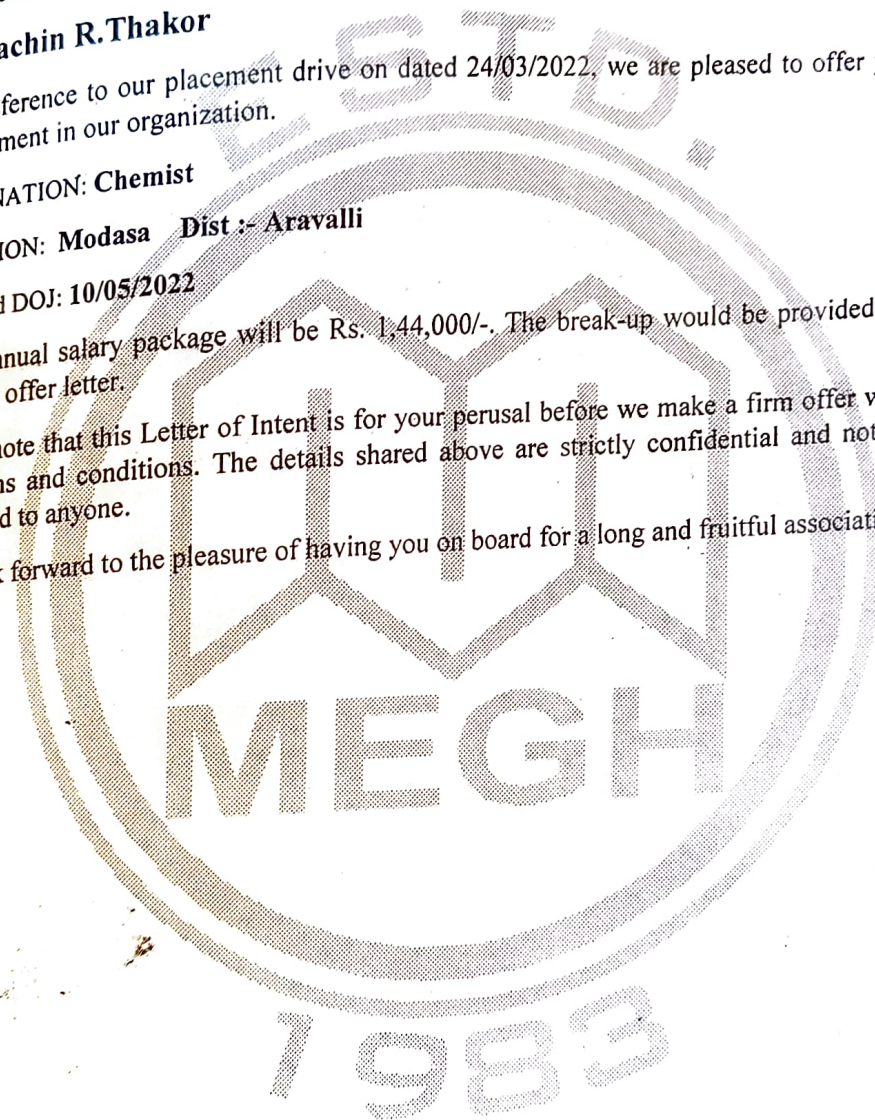 achin R.Thakor
ference to our placement drive on dated 24/03/2022, we are pleased to offer
ment in our organization.
NATION: Chemist
ION: Modasa Dist :- Aravalli
d DOJ: 10/05/2022
nnual salary package will be Rs. 1,44,000/-. The break-up would be provided
offer letter.
note that this Letter of Intent is for your perusal before we make a firm offer w
ns and conditions. The details shared above are strictly confidential and not
d to anyone.
k forward to the pleasure of having you on board for a long and fruitful associati
ESTD.
MEGH
1983